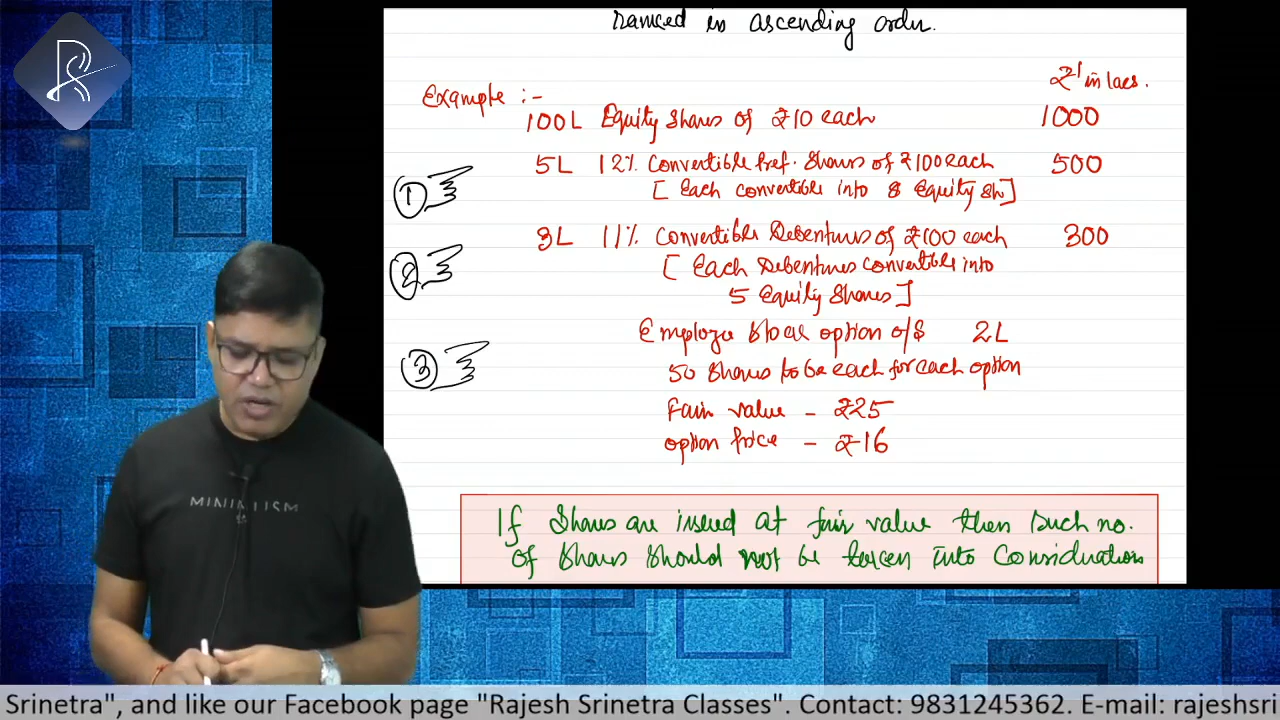 Ranked in ascending order.
Example :-
₹ in lacs.
100L Equity Shares of ₹10 each 1000
① 5L 12% Convertible Pref. Shares of ₹100 each 500
[ Each convertible into 8 Equity Sh]
② 3L 11% Convertible Debentures of ₹100 each 300
[ Each Debentures convertible into
5 Equity Shares ]
Employee Stock option o/s 2L
③ 50 Shares to be each for each option
Fair value - ₹25
option price - ₹16
If Shares are issued at fair value then such no.
of Shares Should not be taken into Consideration
MINIMLISM
Srinetra", and like our Facebook page "Rajesh Srinetra Classes". Contact: 9831245362. E-mail: rajeshsri